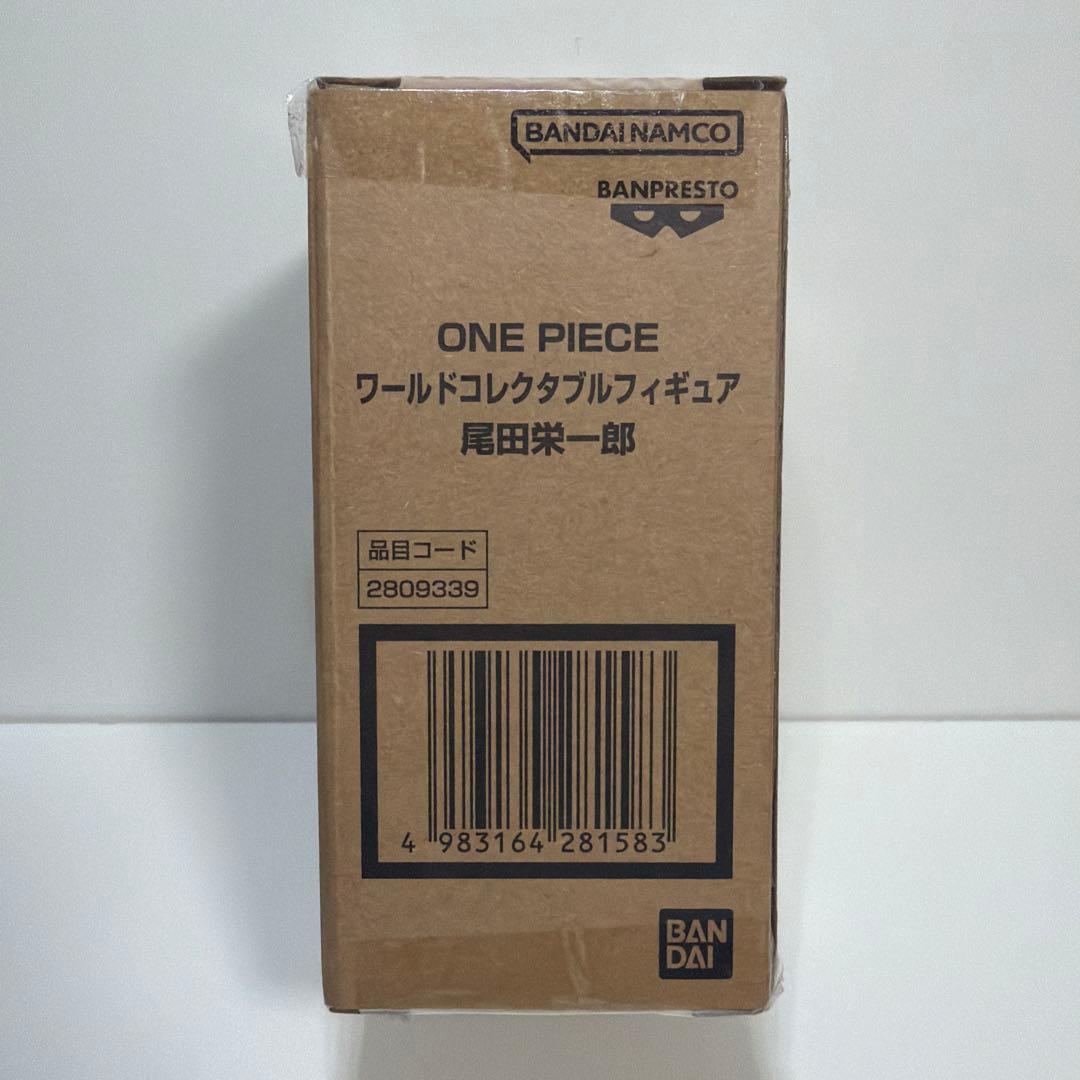 BANDAI NAMCO
BANPRESTO
ONE PIECE
ワールドコレクタブルフィギュア
尾田栄一郎
品目コード
2809339
4 983164 281583
BAN
DAI